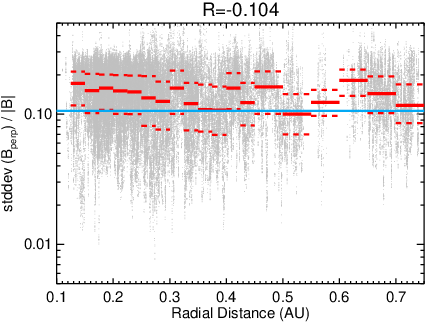 R=-0.104
stddev (Bperp) / |B|
0.10
0.01
0.1 0.2 0.3 0.4 0.5 0.6 0.7
Radial Distance (AU)